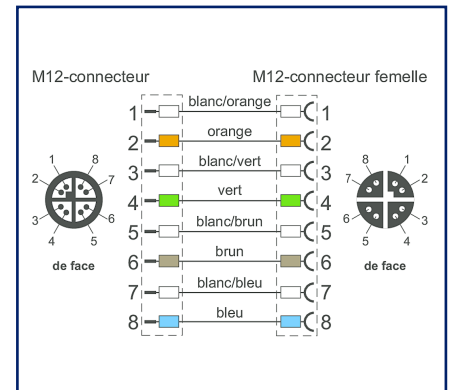 M12-connecteur M12-connecteur femelle
1 blanc/orange 1
2 orange 2
3 blanc/vert 3
4 vert 4
5 blanc/brun 5
6 brun 6
7 blanc/bleu 7
8 bleu 8
1 8
2 7
3 6
4 5
de face
8 1
7 2
6 3
5 4
de face